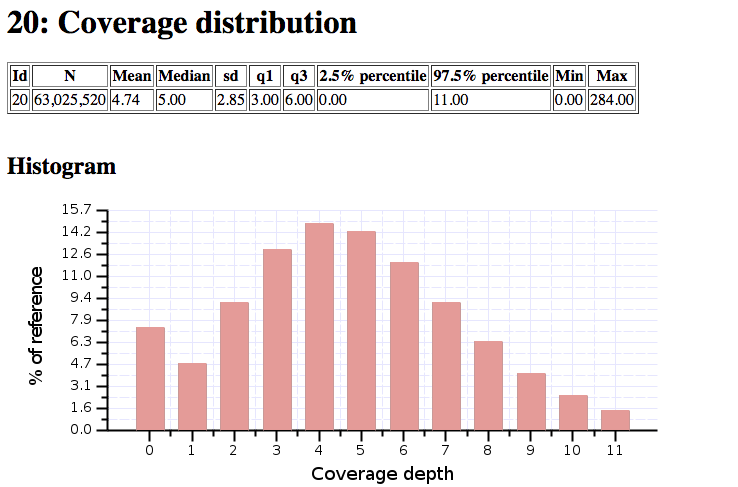 20: Coverage distribution
Id N Mean Median sd q1 q3 2.5% percentile 97.5% percentile Min Max
20 63,025,520 4.74 5.00 2.85 3.00 6.00 0.00 11.00 0.00 284.00
Histogram
15.7
14.2
12.6
11.0
9.4
7.9
6.3
4.7
3.1
1.6
0.0
% of reference
0 1 2 3 4 5 6 7 8 9 10 11
Coverage depth